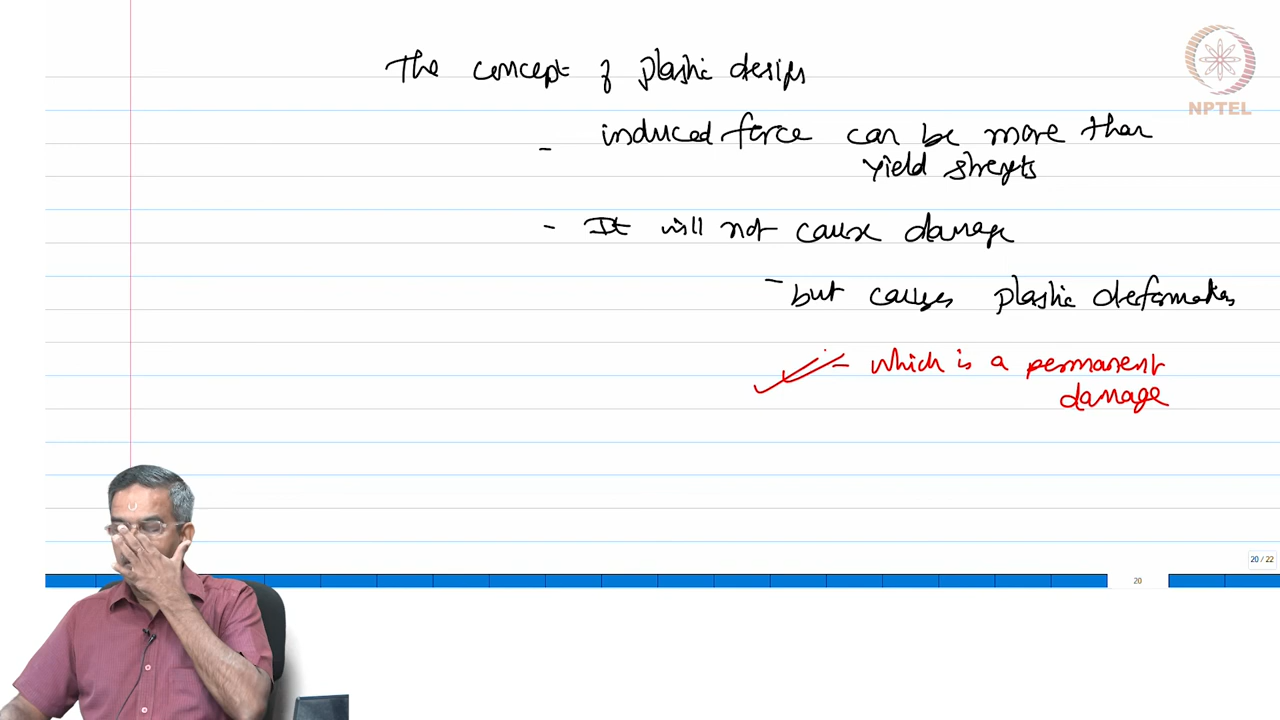 The concept of plastic design
- induced force can be more than
yield strength
- It will not cause damage
- but causes plastic deformation
- which is a permanent
damage
NPTEL
20 / 22
20